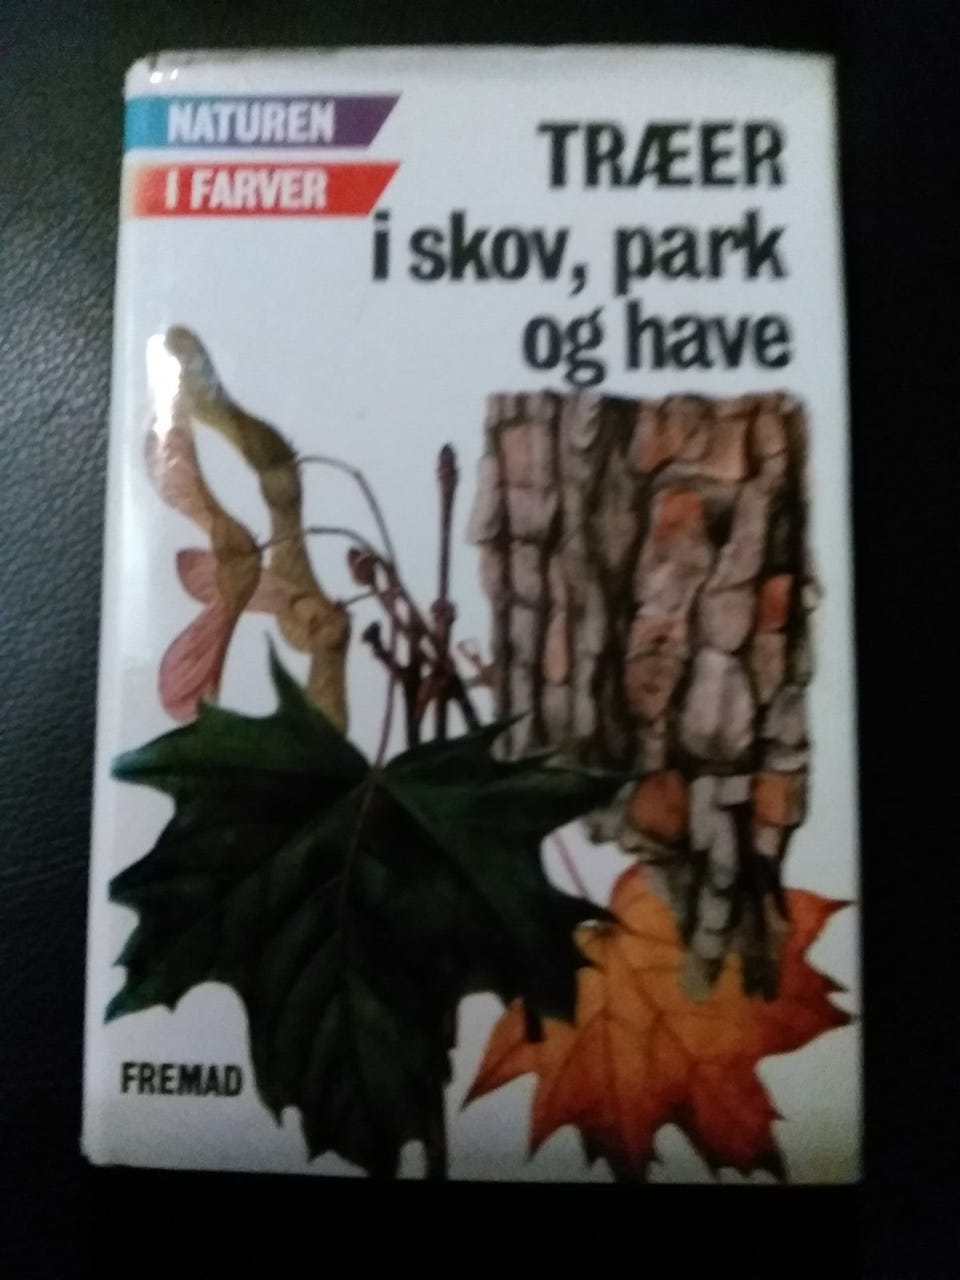 NATUREN
I FARVER
TRÆER
i skov, park
og have
FREMAD